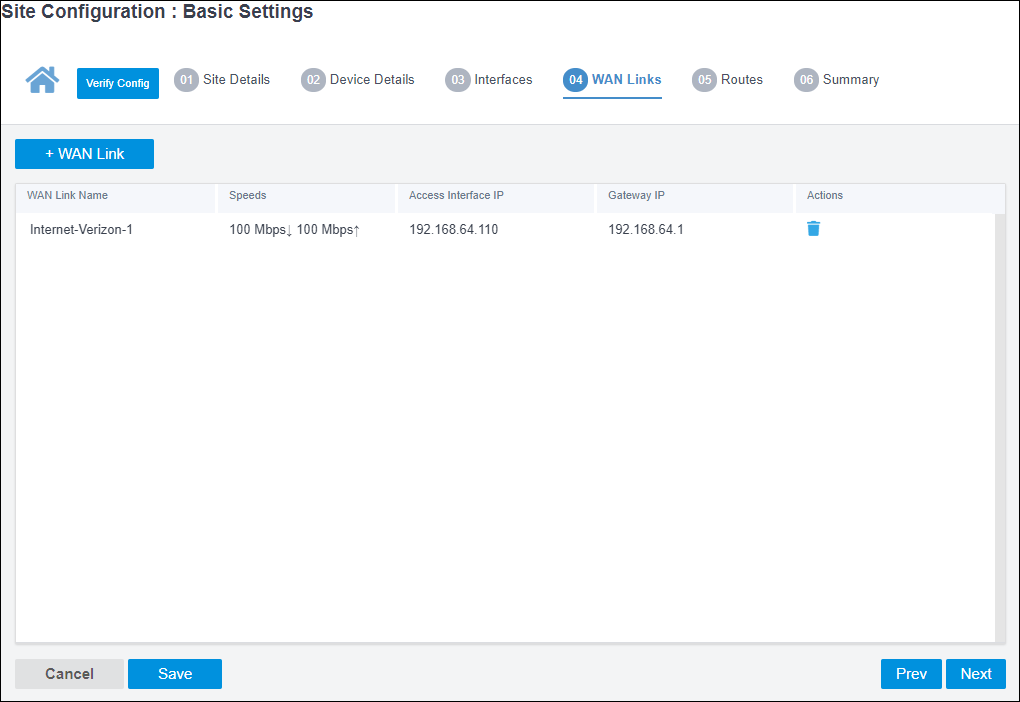 Site Configuration : Basic Settings
Verify Config 01 Site Details 02 Device Details 03 Interfaces 04 WAN Links 05 Routes 06 Summary
+ WAN Link
WAN Link Name Speeds Access Interface IP Gateway IP Actions
Internet-Verizon-1 100 Mbps↓ 100 Mbps↑ 192.168.64.110 192.168.64.1
Cancel Save Prev Next